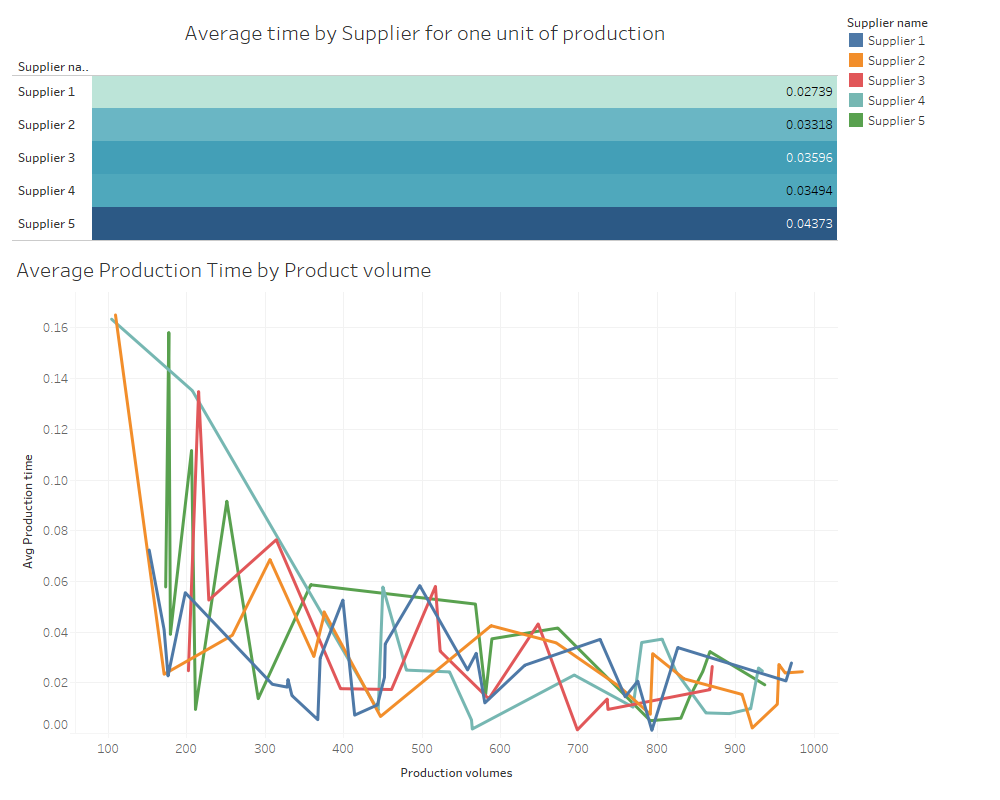 Average time by Supplier for one unit of production
Supplier na..
Supplier 1 0.02739
Supplier 2 0.03318
Supplier 3 0.03596
Supplier 4 0.03494
Supplier 5 0.04373
Supplier name
Supplier 1
Supplier 2
Supplier 3
Supplier 4
Supplier 5
Average Production Time by Product volume
Avg Production time
0.16
0.14
0.12
0.10
0.08
0.06
0.04
0.02
0.00
100 200 300 400 500 600 700 800 900 1000
Production volumes